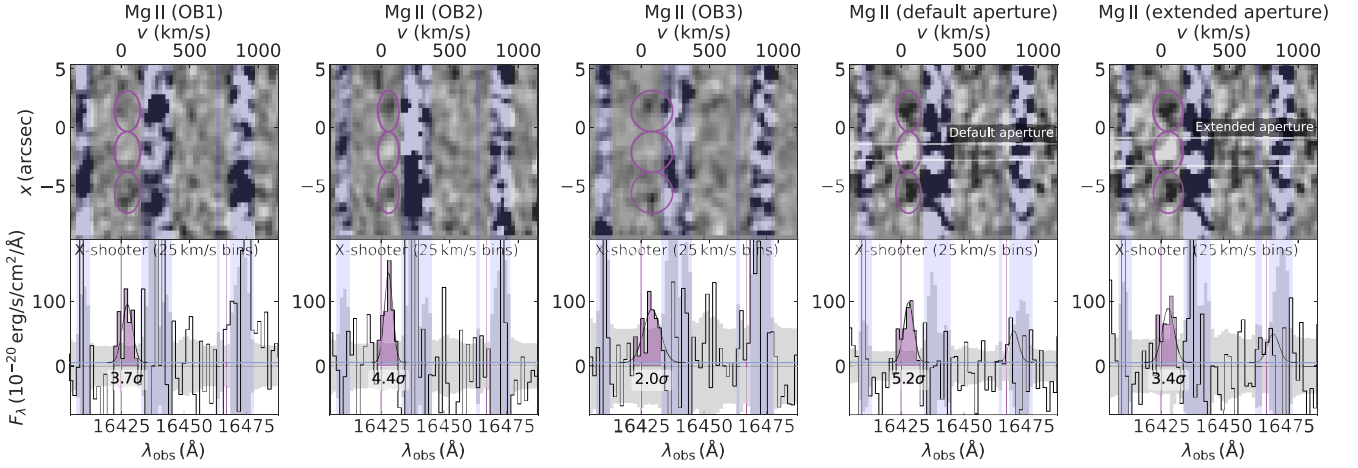 Mg II (OB1)
v (km/s)
0 500 1000
5
0
−5
x (arcsec)
X-shooter (25 km/s bins)
100
0
3.7σ
Fλ (10⁻²⁰ erg/s/cm²/Å)
16425 16450 16475
λobs (Å)
Mg II (OB2)
v (km/s)
0 500 1000
5
0
−5
X-shooter (25 km/s bins)
100
0
4.4σ
16425 16450 16475
λobs (Å)
Mg II (OB3)
v (km/s)
0 500 1000
5
0
−5
X-shooter (25 km/s bins)
100
0
2.0σ
16425 16450 16475
λobs (Å)
Mg II (default aperture)
v (km/s)
0 500 1000
5
0
−5
Default aperture
X-shooter (25 km/s bins)
100
0
5.2σ
16425 16450 16475
λobs (Å)
Mg II (extended aperture)
v (km/s)
0 500 1000
5
0
−5
Extended aperture
X-shooter (25 km/s bins)
100
0
3.4σ
16425 16450 16475
λobs (Å)